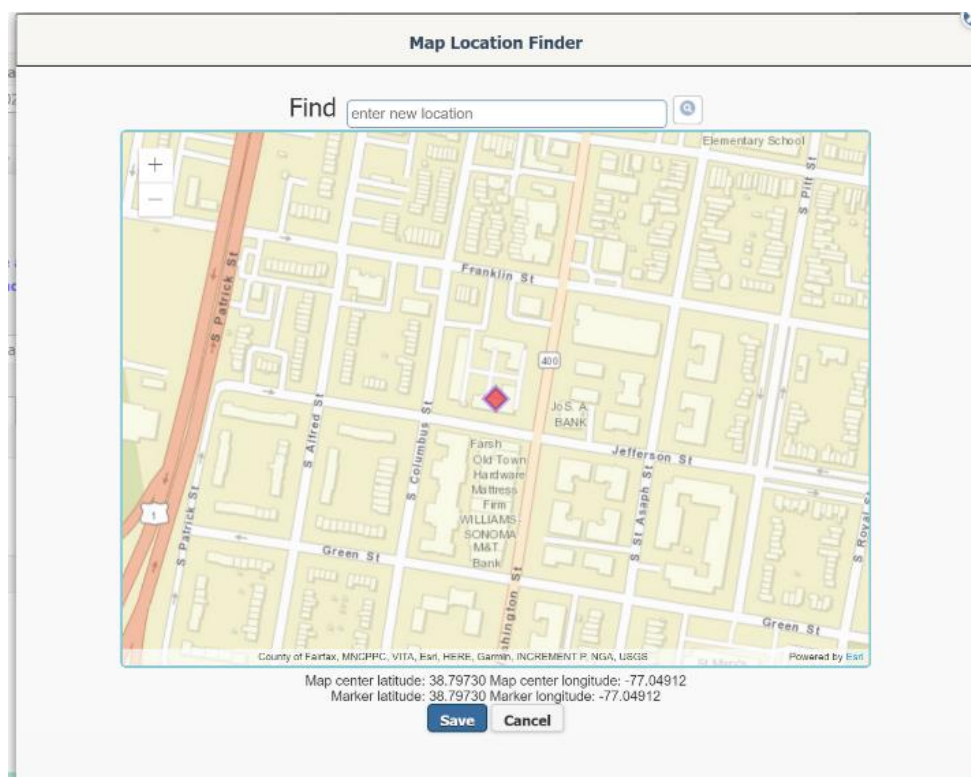 Map Location Finder
Find
enter new location
Elementary School
S Pitt St
+
−
S Patrick St
Franklin St
400
Jo S. A.
BANK
S Alfred St
S Columbus St
Jefferson St
Farsh
Old Town
Hardware
Mattress
Firm
WILLIAMS-
SONOMA
M&T
Bank
S St Asaph St
1
S Patrick St
Green St
Green St
County of Fairfax, MNCPPC, VITA, Esri, HERE, Garmin, INCREMENT P, NGA, USGS
Powered by Esri
Map center latitude: 38.79730 Map center longitude: -77.04912
Marker latitude: 38.79730 Marker longitude: -77.04912
Save
Cancel